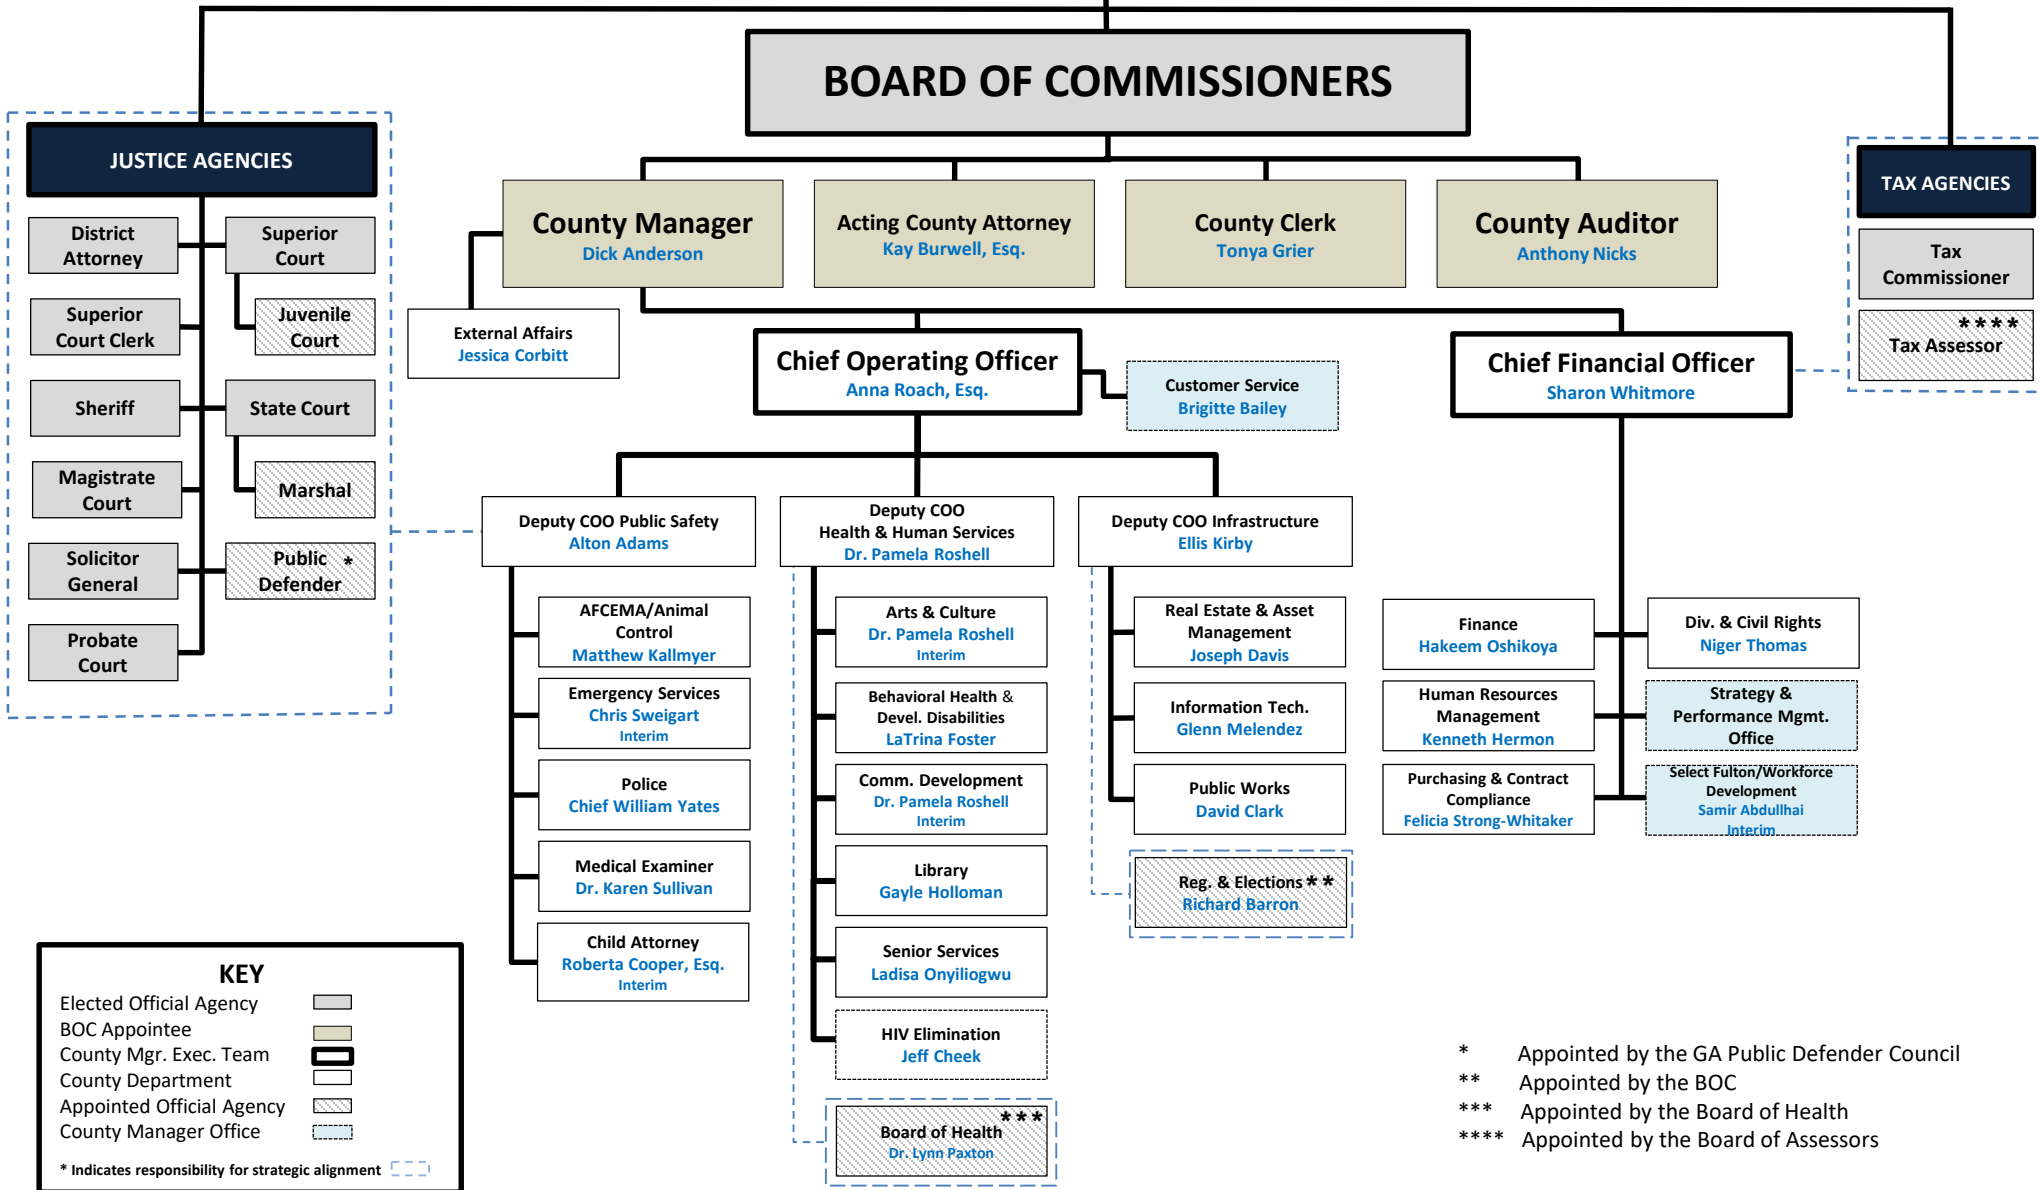 BOARD OF COMMISSIONERS
JUSTICE AGENCIES
District
Attorney
Superior
Court
Superior
Court Clerk
Juvenile
Court
Sheriff
State Court
Magistrate
Court
Marshal
Solicitor
General
Public *
Defender
Probate
Court
TAX AGENCIES
Tax
Commissioner
****
Tax Assessor
County Manager
Dick Anderson
Acting County Attorney
Kay Burwell, Esq.
County Clerk
Tonya Grier
County Auditor
Anthony Nicks
External Affairs
Jessica Corbitt
Chief Operating Officer
Anna Roach, Esq.
Customer Service
Brigitte Bailey
Chief Financial Officer
Sharon Whitmore
Deputy COO Public Safety
Alton Adams
Deputy COO
Health & Human Services
Dr. Pamela Roshell
Deputy COO Infrastructure
Ellis Kirby
AFCEMA/Animal
Control
Matthew Kallmyer
Emergency Services
Chris Sweigart
Interim
Police
Chief William Yates
Medical Examiner
Dr. Karen Sullivan
Child Attorney
Roberta Cooper, Esq.
Interim
Arts & Culture
Dr. Pamela Roshell
Interim
Behavioral Health &
Devel. Disabilities
LaTrina Foster
Comm. Development
Dr. Pamela Roshell
Interim
Library
Gayle Holloman
Senior Services
Ladisa Onyiliogwu
HIV Elimination
Jeff Cheek
***
Board of Health
Dr. Lynn Paxton
Real Estate & Asset
Management
Joseph Davis
Information Tech.
Glenn Melendez
Public Works
David Clark
Reg. & Elections **
Richard Barron
Finance
Hakeem Oshikoya
Div. & Civil Rights
Niger Thomas
Human Resources
Management
Kenneth Hermon
Strategy &
Performance Mgmt.
Office
Purchasing & Contract
Compliance
Felicia Strong-Whitaker
Select Fulton/Workforce
Development
Samir Abdullhai
Interim
KEY
Elected Official Agency
BOC Appointee
County Mgr. Exec. Team
County Department
Appointed Official Agency
County Manager Office
* Indicates responsibility for strategic alignment
* Appointed by the GA Public Defender Council
** Appointed by the BOC
*** Appointed by the Board of Health
**** Appointed by the Board of Assessors